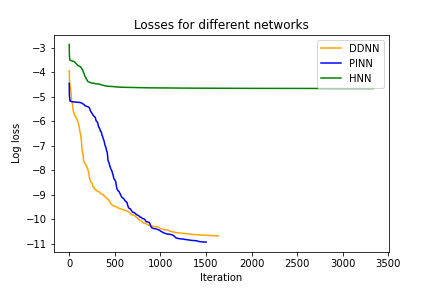 Losses for different networks
DDNN
PINN
HNN
Log loss
−3
−4
−5
−6
−7
−8
−9
−10
−11
0 500 1000 1500 2000 2500 3000 3500
Iteration